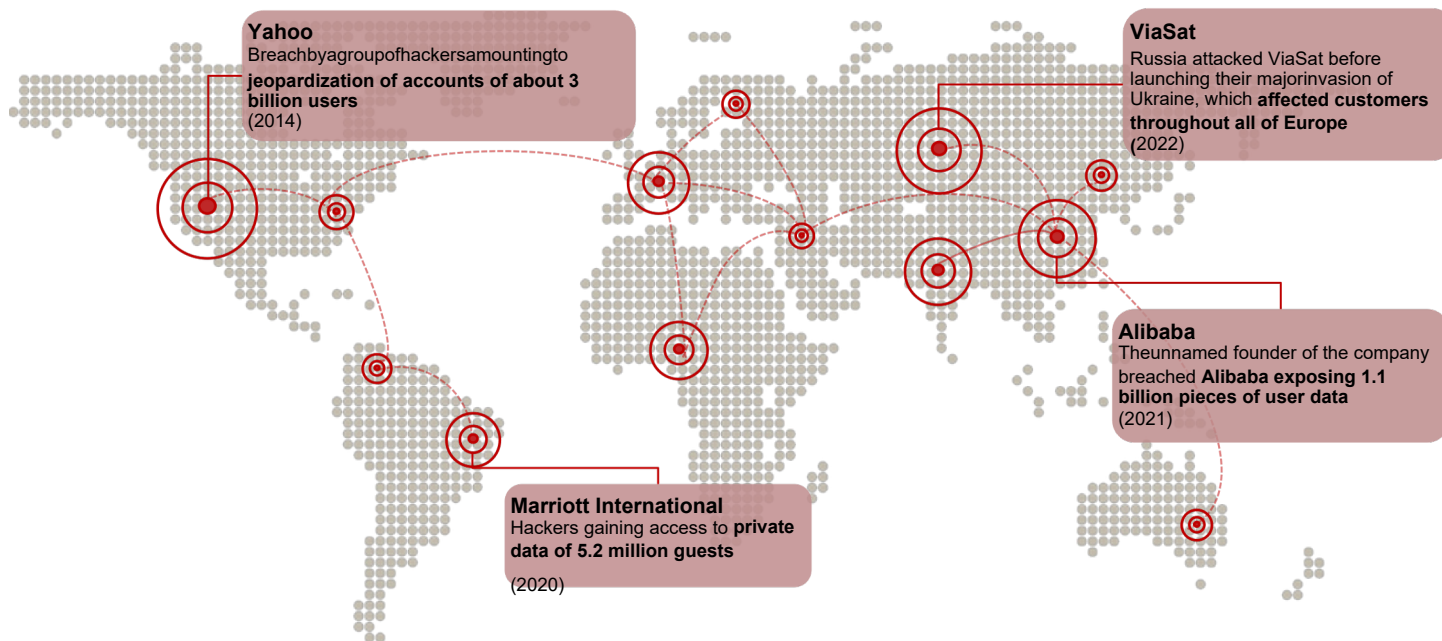 Yahoo
Breachbyagroupofhackersamountingto
jeopardization of accounts of about 3
billion users
(2014)
ViaSat
Russia attacked ViaSat before
launching their majorinvasion of
Ukraine, which affected customers
throughout all of Europe
(2022)
Alibaba
Theunnamed founder of the company
breached Alibaba exposing 1.1
billion pieces of user data
(2021)
Marriott International
Hackers gaining access to private
data of 5.2 million guests
(2020)